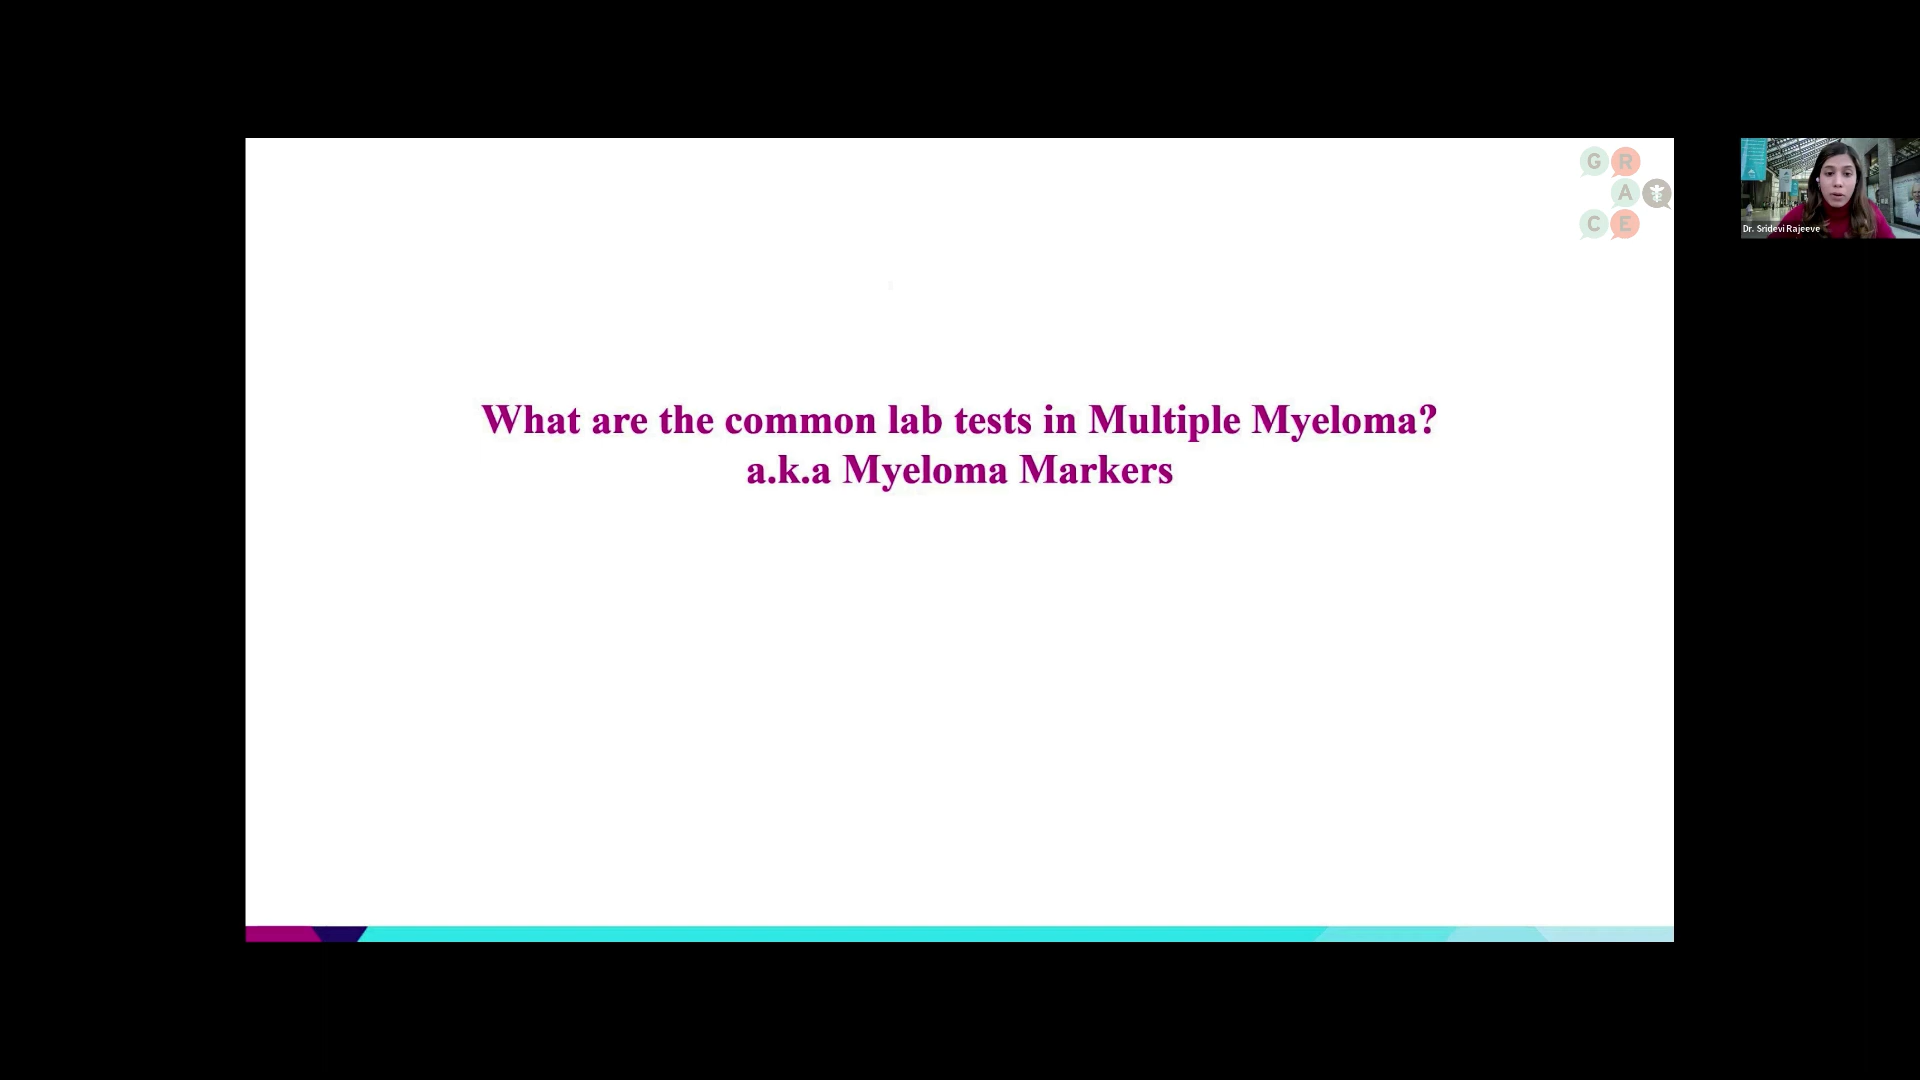 G R
A
C E
What are the common lab tests in Multiple Myeloma?
a.k.a Myeloma Markers
Dr. Sridevi Rajeeve